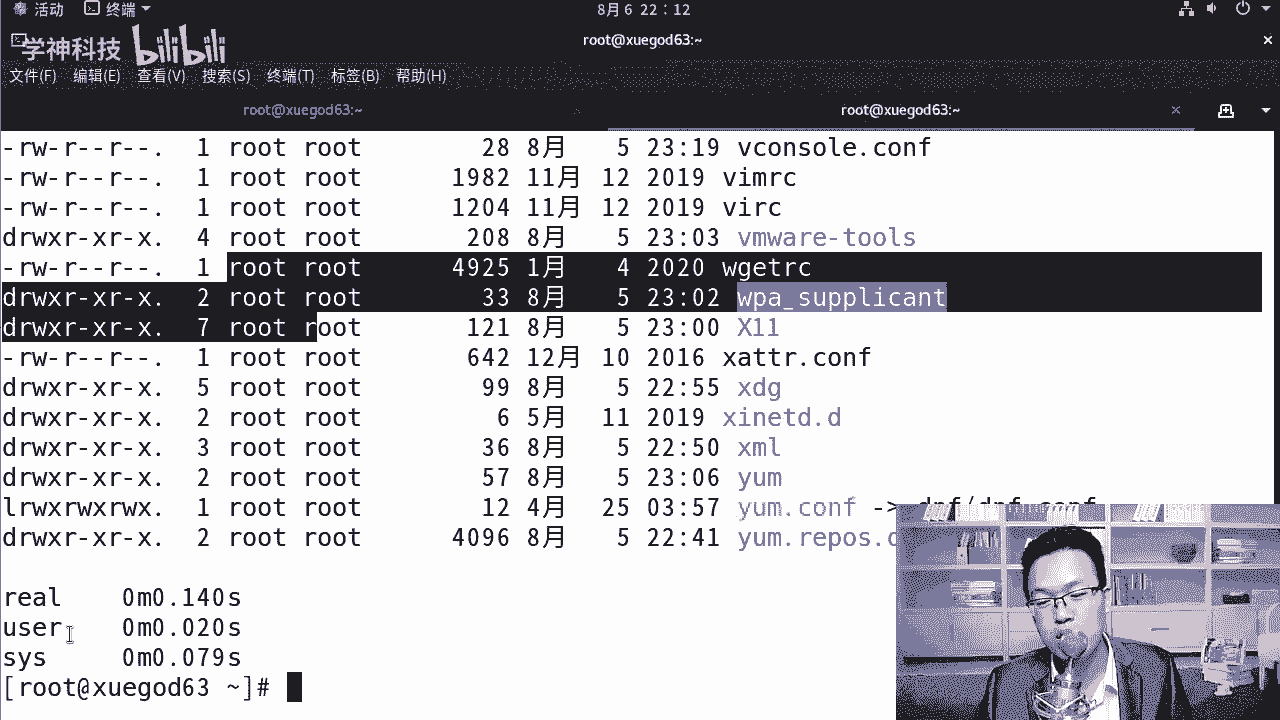 活动 终端 8月6 22：12
学神科技 bilibili
root@xuegod63:~ ×
文件(F) 编辑(E) 查看(V) 搜索(S) 终端(T) 标签(B) 帮助(H)
root@xuegod63:~ root@xuegod63:~ ×
-rw-r--r--. 1 root root 28 8月 5 23:19 vconsole.conf
-rw-r--r--. 1 root root 1982 11月 12 2019 vimrc
-rw-r--r--. 1 root root 1204 11月 12 2019 virc
drwxr-xr-x. 4 root root 208 8月 5 23:03 vmware-tools
-rw-r--r--. 1 root root 4925 1月 4 2020 wgetrc
drwxr-xr-x. 2 root root 33 8月 5 23:02 wpa_supplicant
drwxr-xr-x. 7 root root 121 8月 5 23:00 X11
-rw-r--r--. 1 root root 642 12月 10 2016 xattr.conf
drwxr-xr-x. 5 root root 99 8月 5 22:55 xdg
drwxr-xr-x. 2 root root 6 5月 11 2019 xinetd.d
drwxr-xr-x. 3 root root 36 8月 5 22:50 xml
drwxr-xr-x. 2 root root 57 8月 5 23:06 yum
lrwxrwxrwx. 1 root root 12 4月 25 03:57 yum.conf -> dnf/dnf.conf
drwxr-xr-x. 2 root root 4096 8月 5 22:41 yum.repos.d
real 0m0.140s
user 0m0.020s
sys 0m0.079s
[root@xuegod63 ~]#